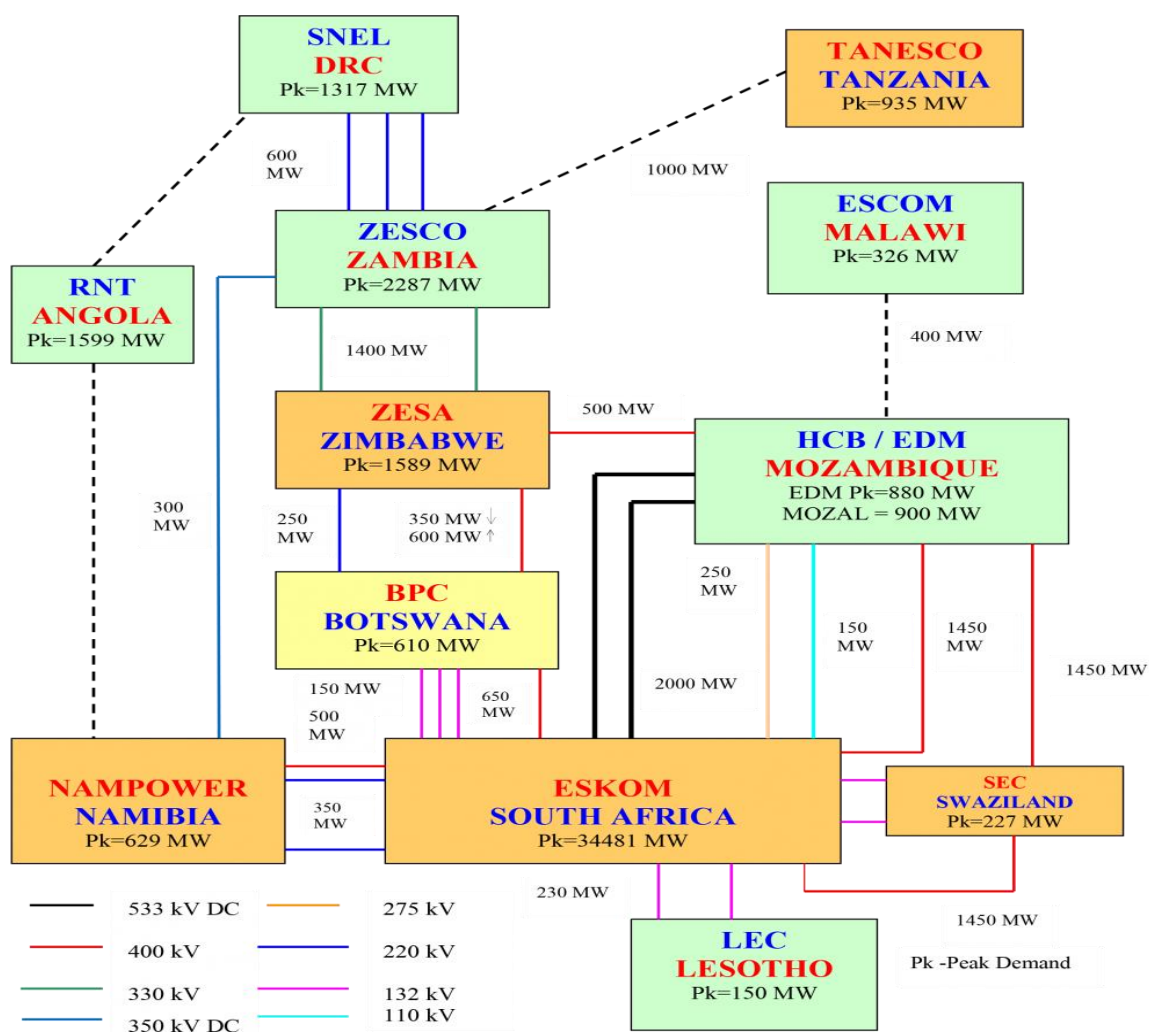 SNEL
DRC
Pk=1317 MW
TANESCO
TANZANIA
Pk=935 MW
600
MW
1000 MW
ESCOM
MALAWI
Pk=326 MW
ZESCO
ZAMBIA
Pk=2287 MW
RNT
ANGOLA
Pk=1599 MW
400 MW
1400 MW
ZESA
ZIMBABWE
Pk=1589 MW
500 MW
HCB / EDM
MOZAMBIQUE
EDM Pk=880 MW
MOZAL = 900 MW
300
MW
250
MW
350 MW ↓
600 MW ↑
BPC
BOTSWANA
Pk=610 MW
250
MW
150
MW
1450
MW
1450 MW
2000 MW
150 MW
650
MW
500
MW
NAMPOWER
NAMIBIA
Pk=629 MW
350
MW
ESKOM
SOUTH AFRICA
Pk=34481 MW
SEC
SWAZILAND
Pk=227 MW
230 MW
1450 MW
LEC
LESOTHO
Pk=150 MW
Pk -Peak Demand
533 kV DC
275 kV
400 kV
220 kV
330 kV
132 kV
350 kV DC
110 kV